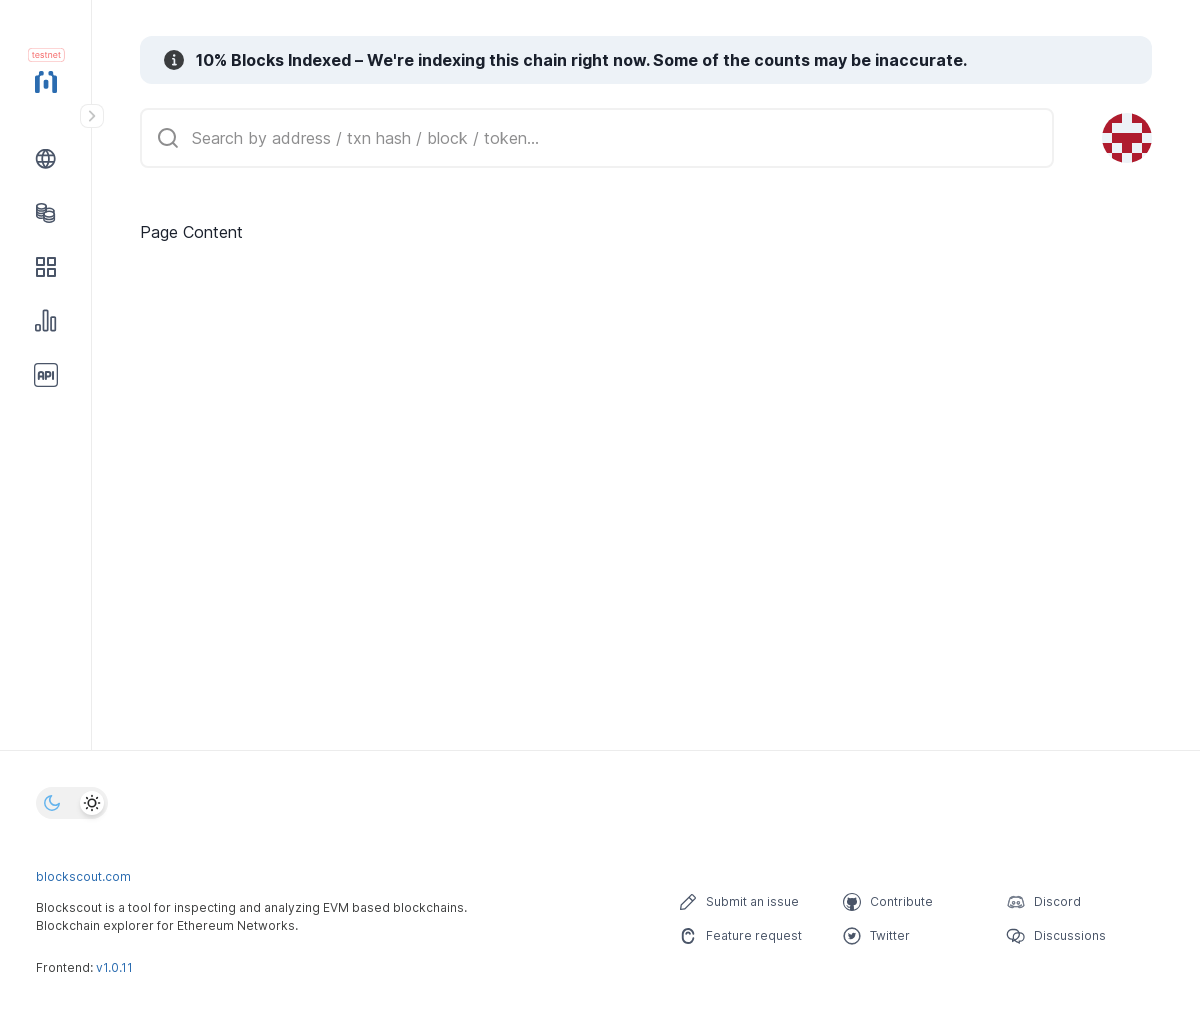 testnet
10% Blocks Indexed – We're indexing this chain right now. Some of the counts may be inaccurate.
Search by address / txn hash / block / token...
Page Content
API
blockscout.com
Blockscout is a tool for inspecting and analyzing EVM based blockchains.
Blockchain explorer for Ethereum Networks.
Frontend: v1.0.11
Submit an issue
Contribute
Discord
Feature request
Twitter
Discussions